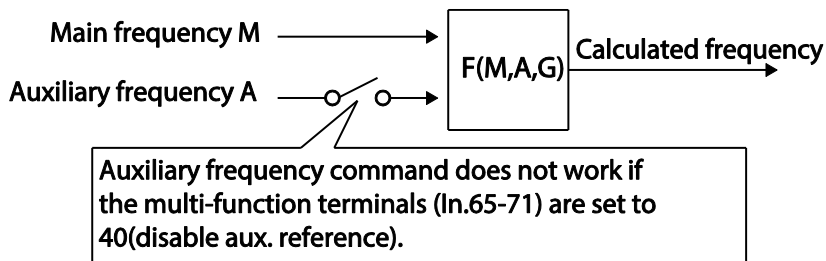 Main frequency M
Auxiliary frequency A
F(M,A,G)
Calculated frequency
Auxiliary frequency command does not work if
the multi-function terminals (In.65-71) are set to
40(disable aux. reference).